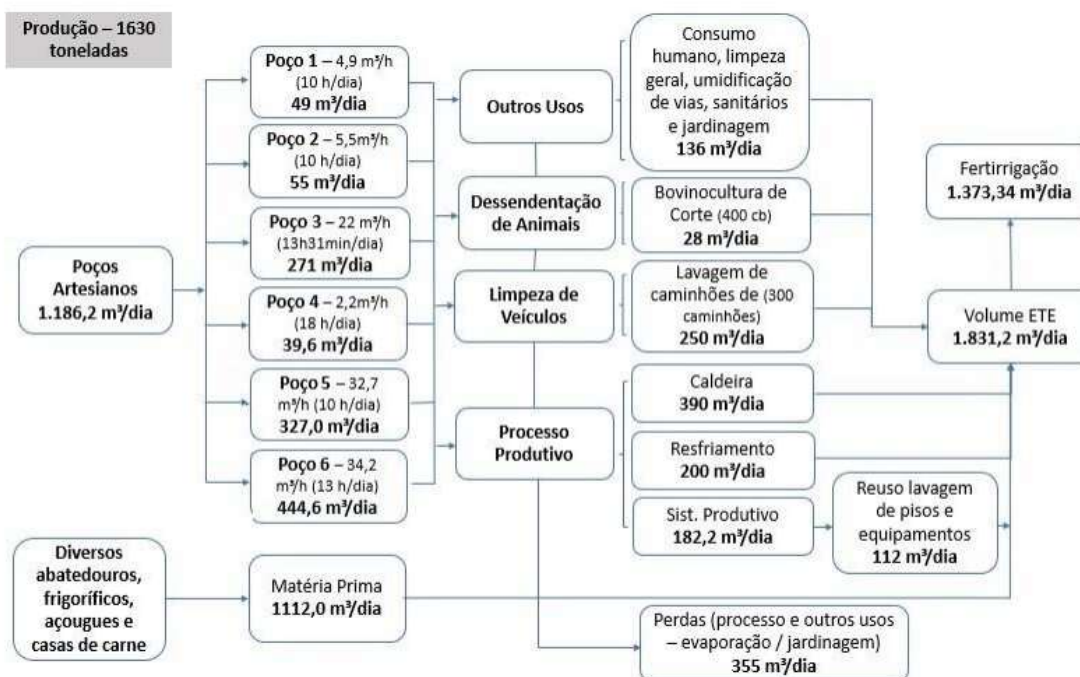 Produção – 1630
toneladas
Poços
Artesianos
1.186,2 m³/dia
Diversos
abatedouros,
frigoríficos,
açougues e
casas de carne
Poço 1 – 4,9 m³/h
(10 h/dia)
49 m³/dia
Poço 2 – 5,5m³/h
(10 h/dia)
55 m³/dia
Poço 3 – 22 m³/h
(13h31min/dia)
271 m³/dia
Poço 4 – 2,2m³/h
(18 h/dia)
39,6 m³/dia
Poço 5 – 32,7
m³/h (10 h/dia)
327,0 m³/dia
Poço 6 – 34,2
m³/h (13 h/dia)
444,6 m³/dia
Matéria Prima
1112,0 m³/dia
Outros Usos
Dessendentação
de Animais
Limpeza de
Veículos
Processo
Produtivo
Consumo
humano, limpeza
geral, umidificação
de vias, sanitários
e jardinagem
136 m³/dia
Bovinocultura de
Corte (400 cb)
28 m³/dia
Lavagem de
caminhões de (300
caminhões)
250 m³/dia
Caldeira
390 m³/dia
Resfriamento
200 m³/dia
Sist. Produtivo
182,2 m³/dia
Reuso lavagem
de pisos e
equipamentos
112 m³/dia
Perdas (processo e outros usos
– evaporação / jardinagem)
355 m³/dia
Fertirrigação
1.373,34 m³/dia
Volume ETE
1.831,2 m³/dia